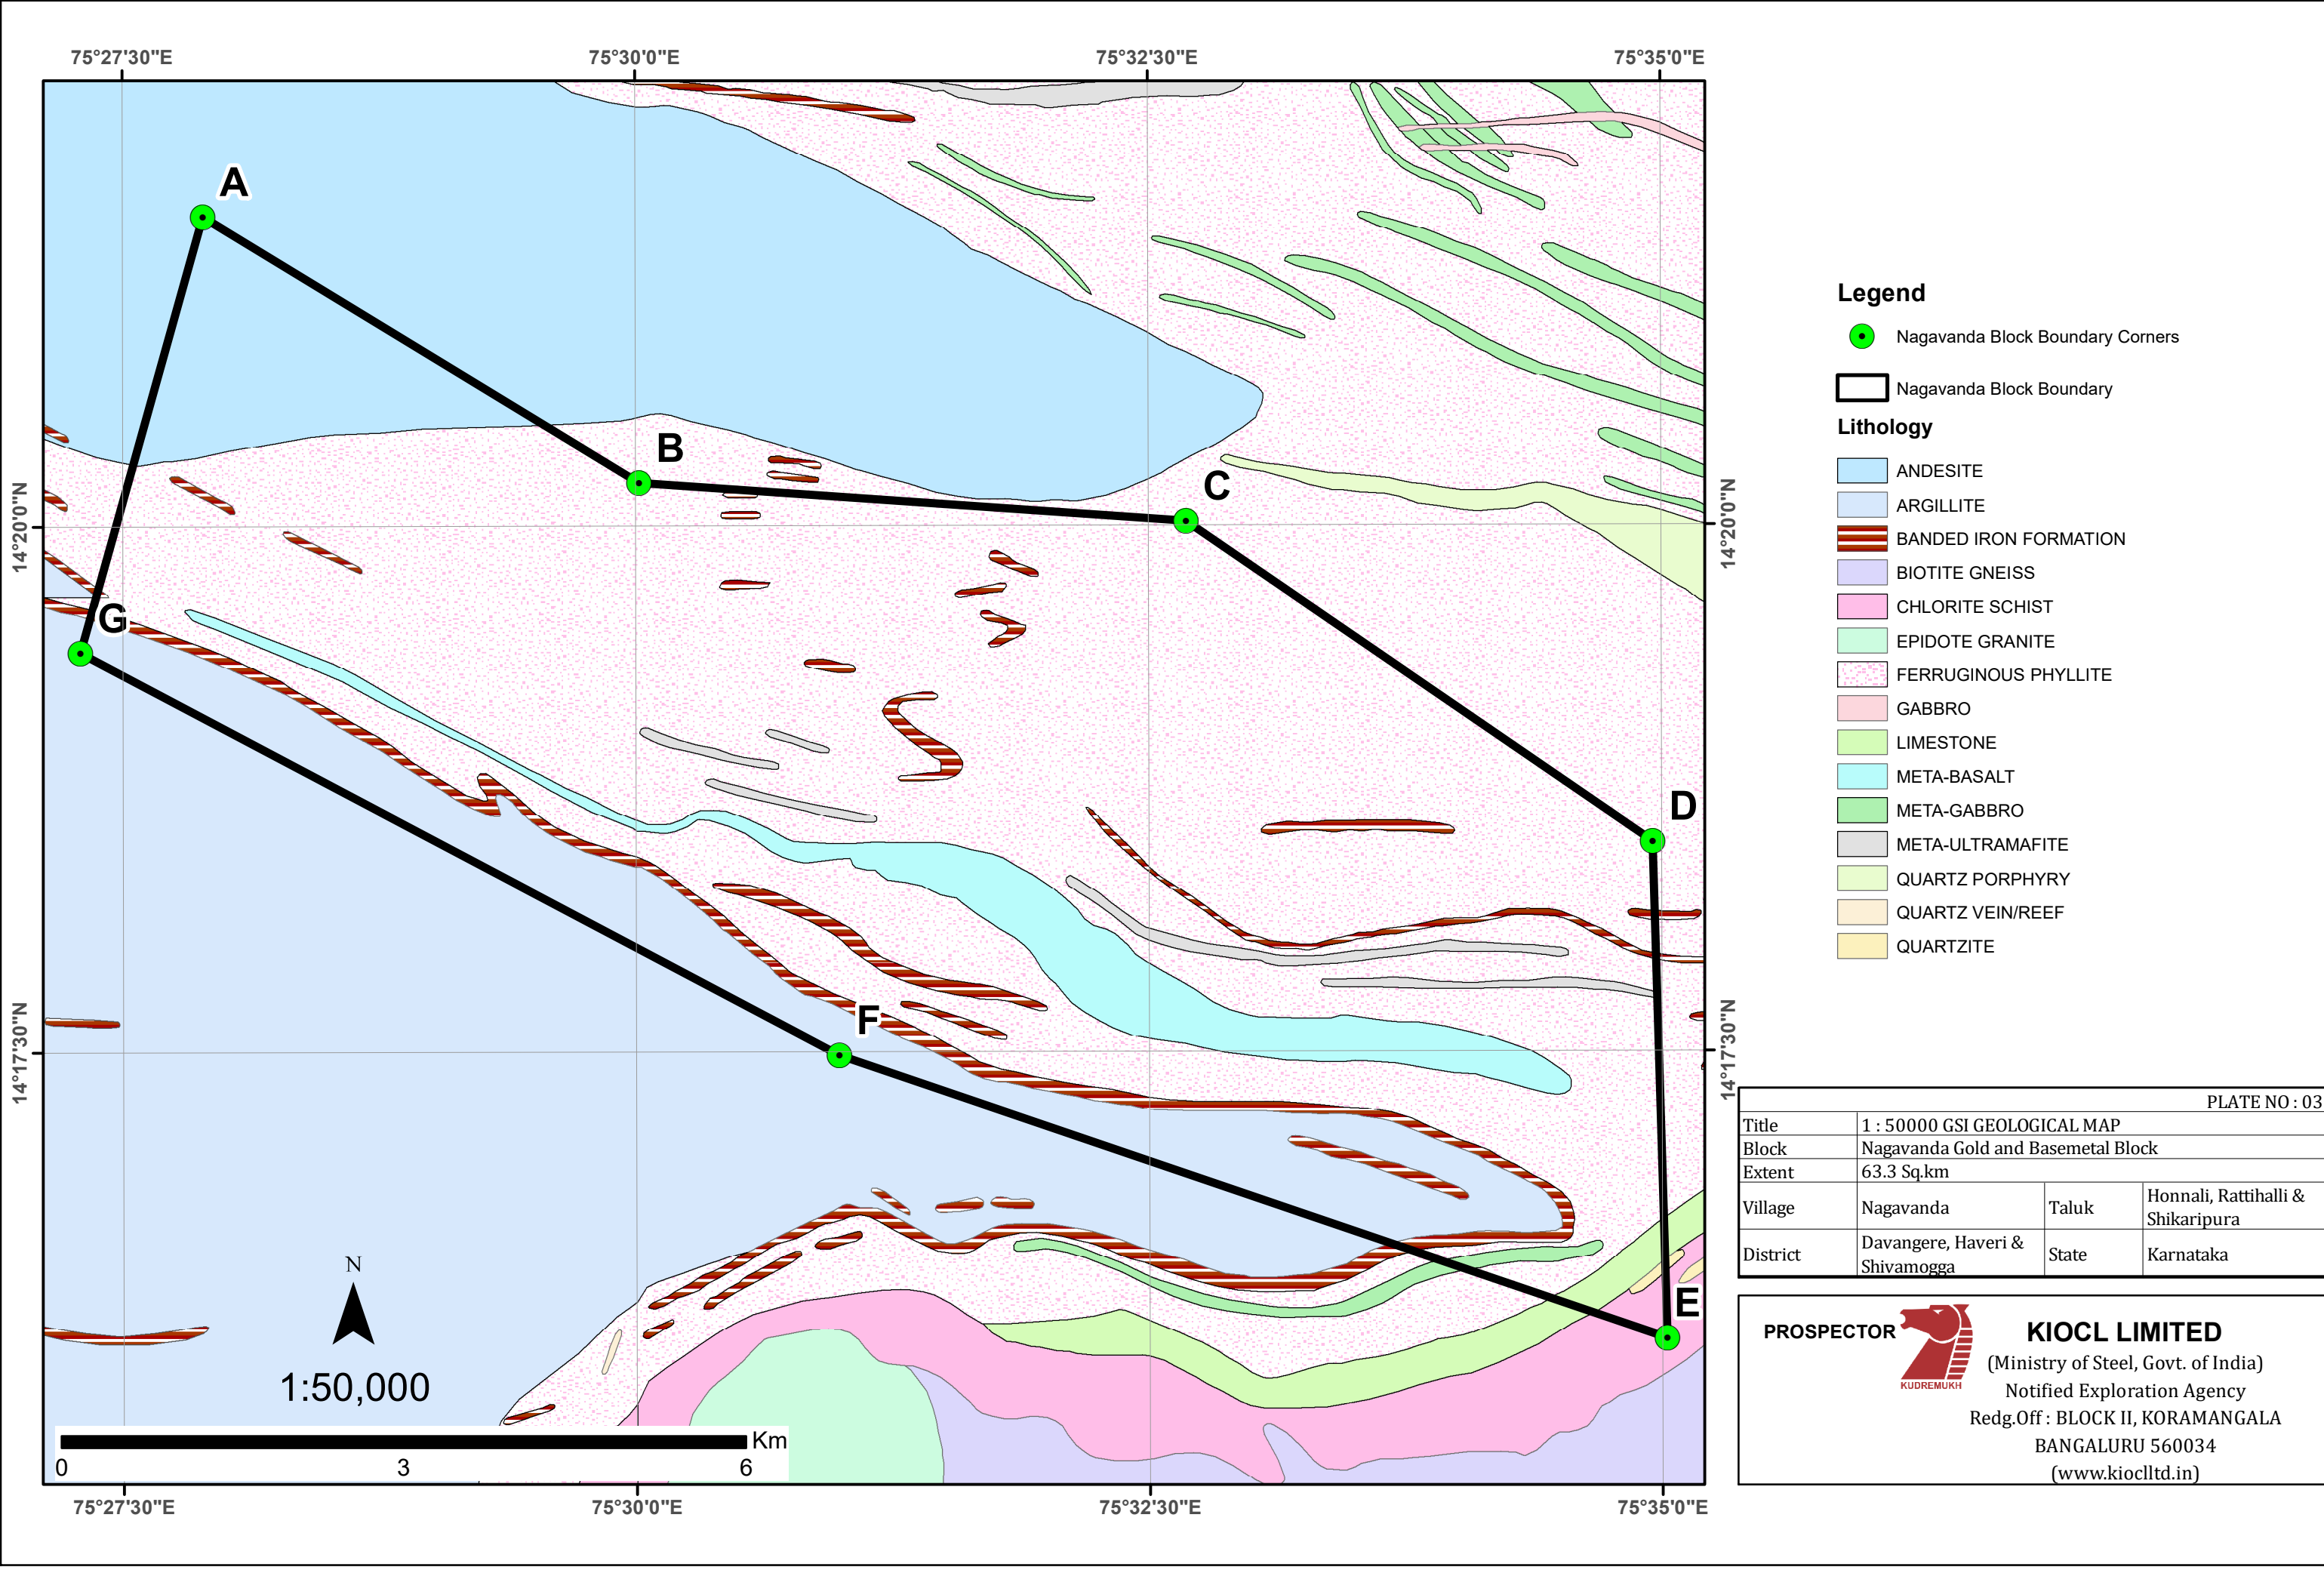 75°27'30"E 75°30'0"E 75°32'30"E 75°35'0"E
A
B
C
D
E
F
G
14°20'0"N
14°17'30"N
14°20'0"N
14°17'30"N
N
1:50,000
Km
0 3 6
75°27'30"E 75°30'0"E 75°32'30"E 75°35'0"E
Legend
Nagavanda Block Boundary Corners
Nagavanda Block Boundary
Lithology
ANDESITE
ARGILLITE
BANDED IRON FORMATION
BIOTITE GNEISS
CHLORITE SCHIST
EPIDOTE GRANITE
FERRUGINOUS PHYLLITE
GABBRO
LIMESTONE
META-BASALT
META-GABBRO
META-ULTRAMAFITE
QUARTZ PORPHYRY
QUARTZ VEIN/REEF
QUARTZITE
PLATE NO : 03
Title 1 : 50000 GSI GEOLOGICAL MAP
Block Nagavanda Gold and Basemetal Block
Extent 63.3 Sq.km
Village Nagavanda Taluk Honnali, Rattihalli &
Shikaripura
District Davangere, Haveri &
Shivamogga State Karnataka
PROSPECTOR
KUDREMUKH
KIOCL LIMITED
(Ministry of Steel, Govt. of India)
Notified Exploration Agency
Redg.Off : BLOCK II, KORAMANGALA
BANGALURU 560034
(www.kioclltd.in)